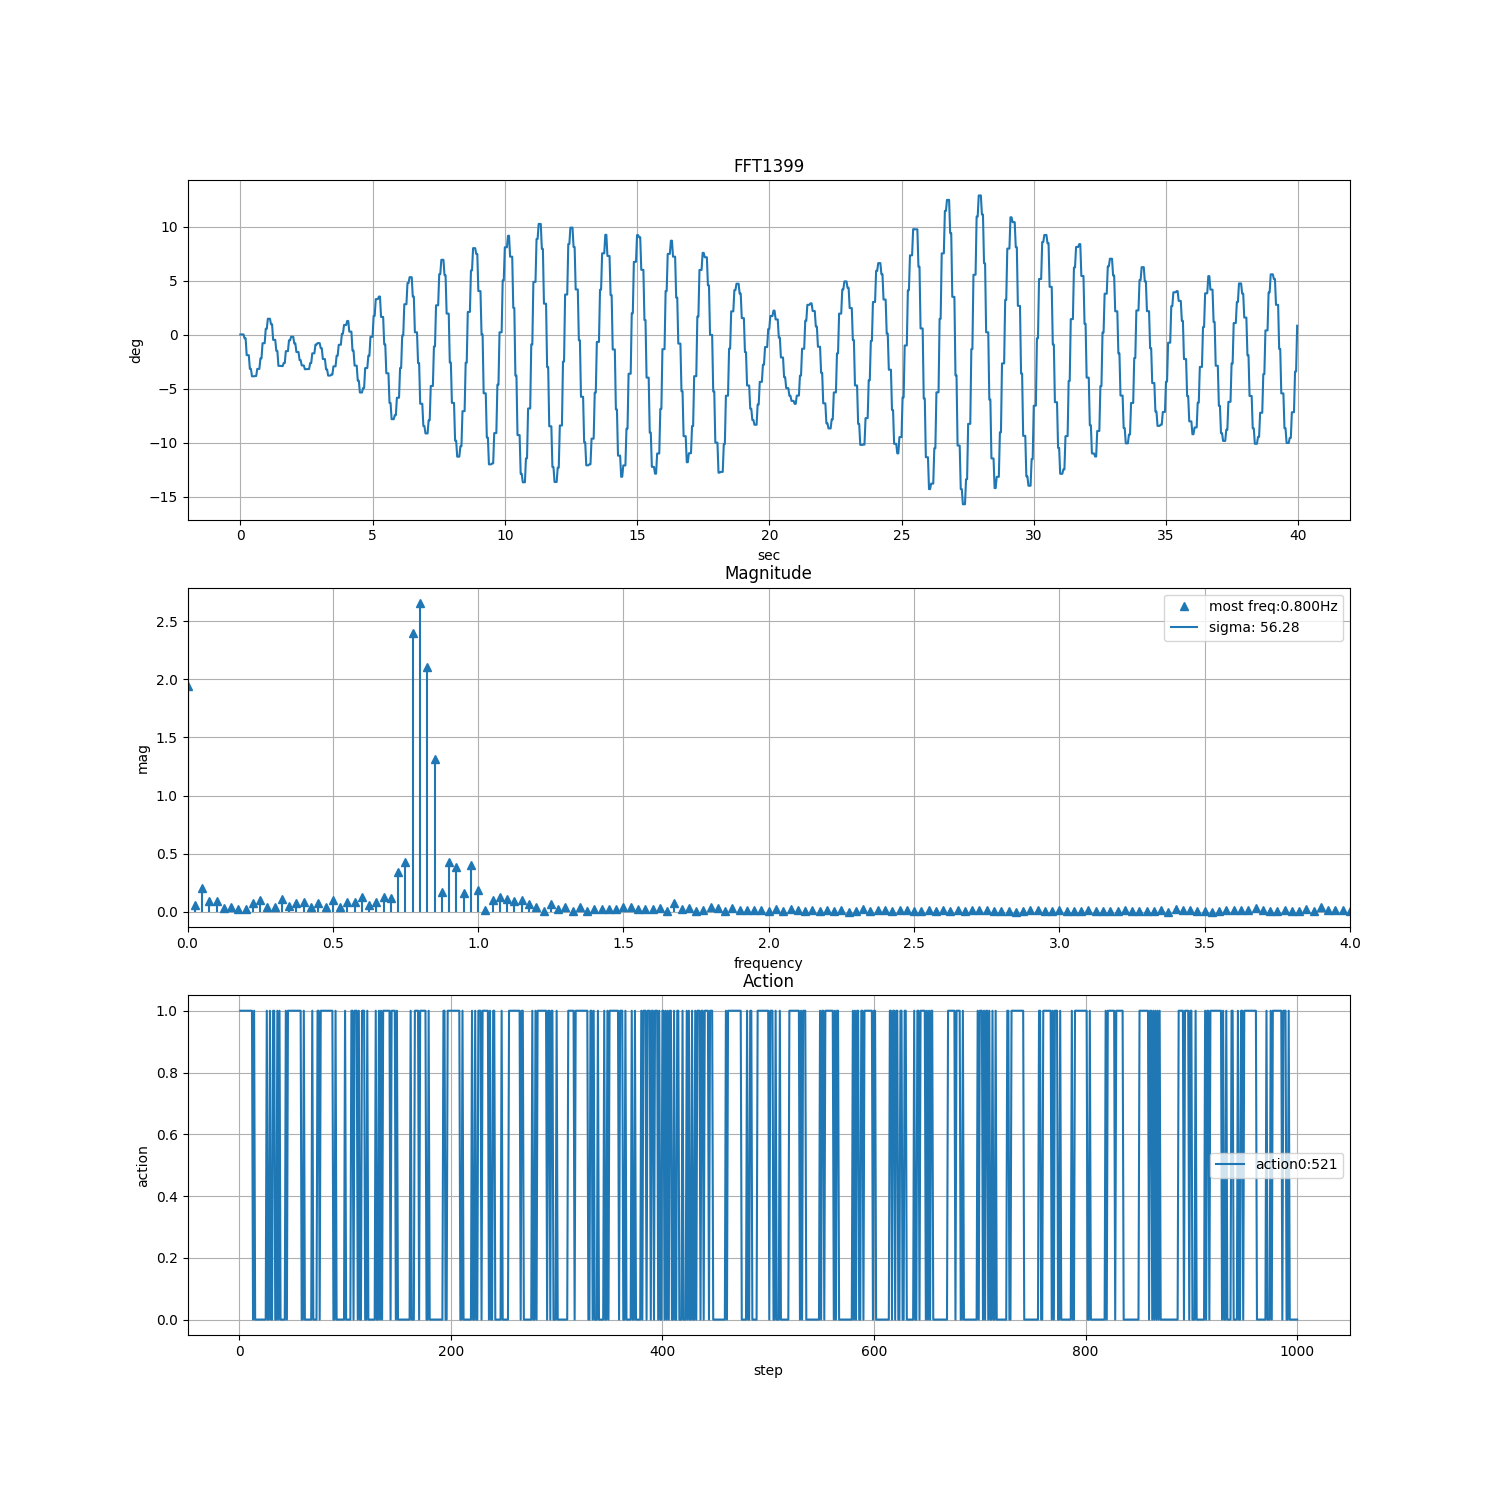 FFT1399
10
5
0
−5
−10
−15
deg
0 5 10 15 20 25 30 35 40
sec
Magnitude
most freq:0.800Hz
sigma: 56.28
2.5
2.0
1.5
1.0
0.5
0.0
mag
0.0 0.5 1.0 1.5 2.0 2.5 3.0 3.5 4.0
frequency
Action
1.0
0.8
0.6
0.4
0.2
0.0
action
action0:521
0 200 400 600 800 1000
step